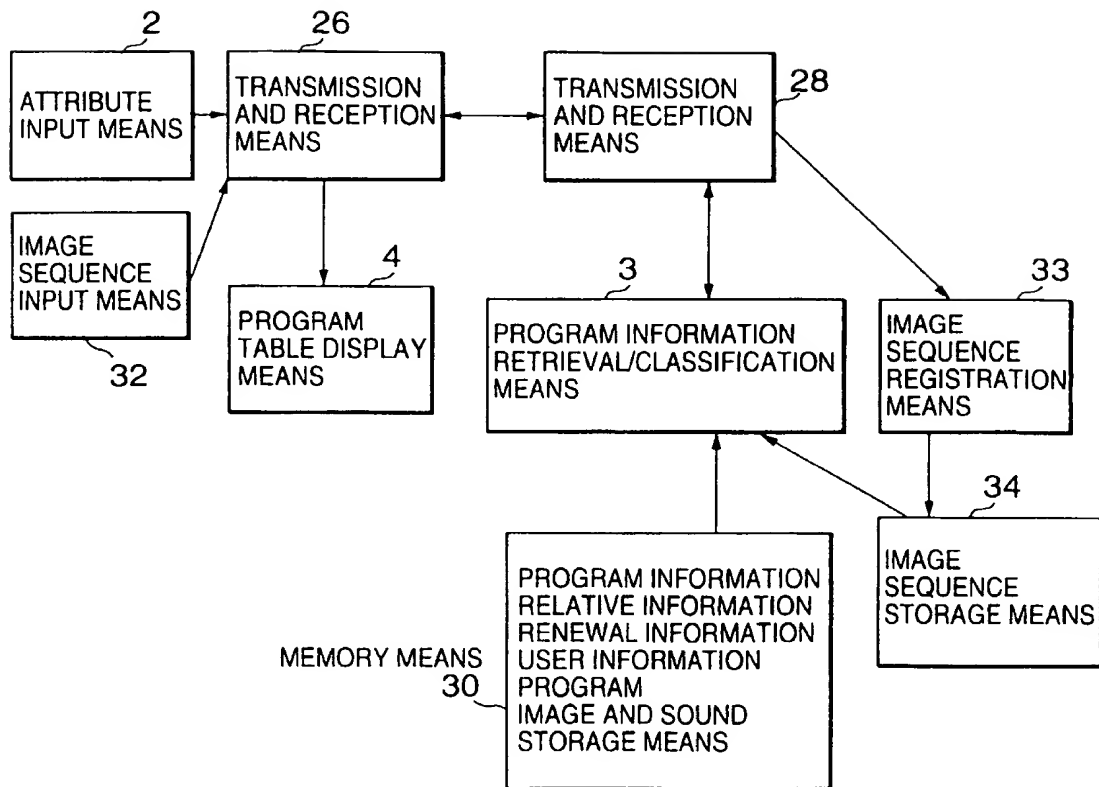 2
ATTRIBUTE
INPUT MEANS
26
TRANSMISSION
AND RECEPTION
MEANS
TRANSMISSION
AND RECEPTION
MEANS
28
IMAGE
SEQUENCE
INPUT MEANS
32
4
PROGRAM
TABLE DISPLAY
MEANS
3
PROGRAM INFORMATION
RETRIEVAL/CLASSIFICATION
MEANS
33
IMAGE
SEQUENCE
REGISTRATION
MEANS
34
IMAGE
SEQUENCE
STORAGE MEANS
MEMORY MEANS
30
PROGRAM INFORMATION
RELATIVE INFORMATION
RENEWAL INFORMATION
USER INFORMATION
PROGRAM
IMAGE AND SOUND
STORAGE MEANS